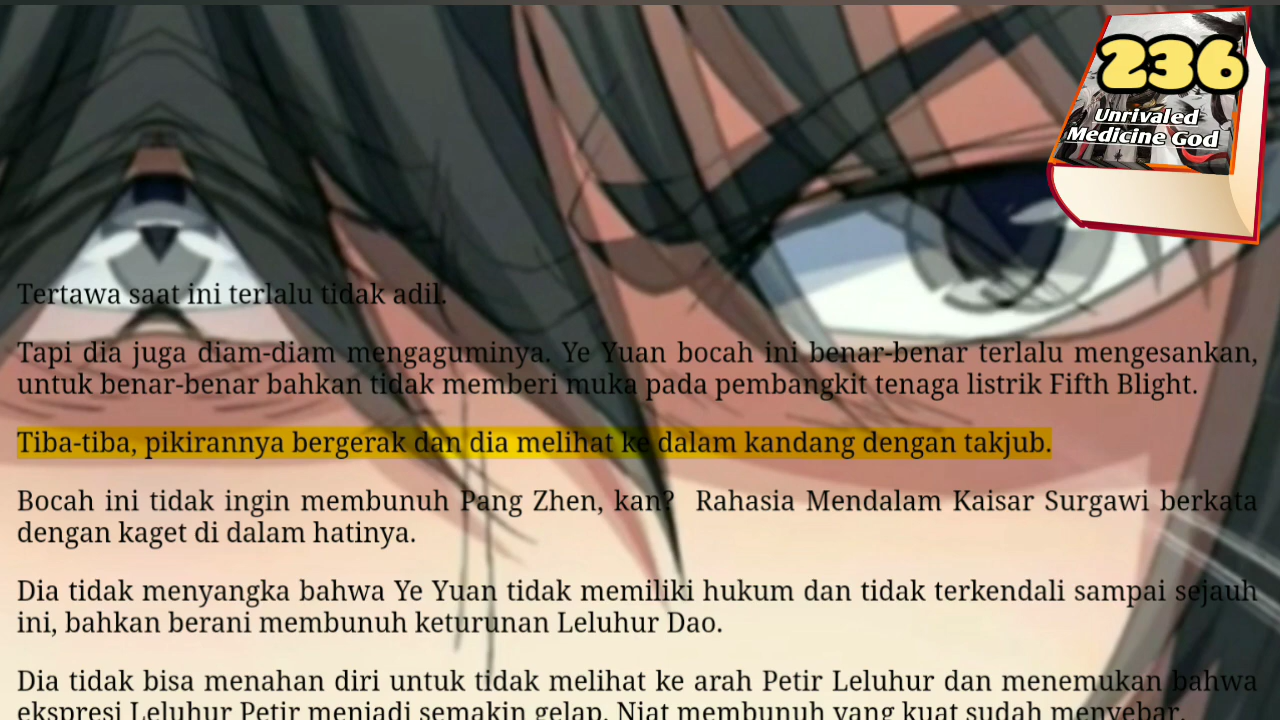 236
Unrivaled
Medicine God
Tertawa saat ini terlalu tidak adil.
Tapi dia juga diam-diam mengaguminya. Ye Yuan bocah ini benar-benar terlalu mengesankan,
untuk benar-benar bahkan tidak memberi muka pada pembangkit tenaga listrik Fifth Blight.
Tiba-tiba, pikirannya bergerak dan dia melihat ke dalam kandang dengan takjub.
Bocah ini tidak ingin membunuh Pang Zhen, kan? Rahasia Mendalam Kaisar Surgawi berkata
dengan kaget di dalam hatinya.
Dia tidak menyangka bahwa Ye Yuan tidak memiliki hukum dan tidak terkendali sampai sejauh
ini, bahkan berani membunuh keturunan Leluhur Dao.
Dia tidak bisa menahan diri untuk tidak melihat ke arah Petir Leluhur dan menemukan bahwa
ekspresi Leluhur Petir menjadi semakin gelap. Niat membunuh yang kuat sudah menyebar.